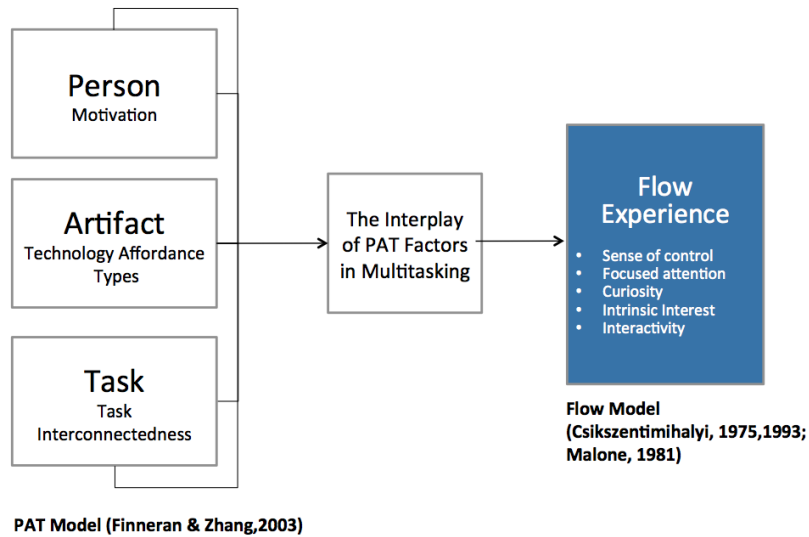 Person
Motivation
Artifact
Technology Affordance
Types
Task
Task
Interconnectedness
PAT Model (Finneran & Zhang,2003)
The Interplay
of PAT Factors
in Multitasking
Flow
Experience
• Sense of control
• Focused attention
• Curiosity
• Intrinsic Interest
• Interactivity
Flow Model
(Csikszentimihalyi, 1975,1993;
Malone, 1981)